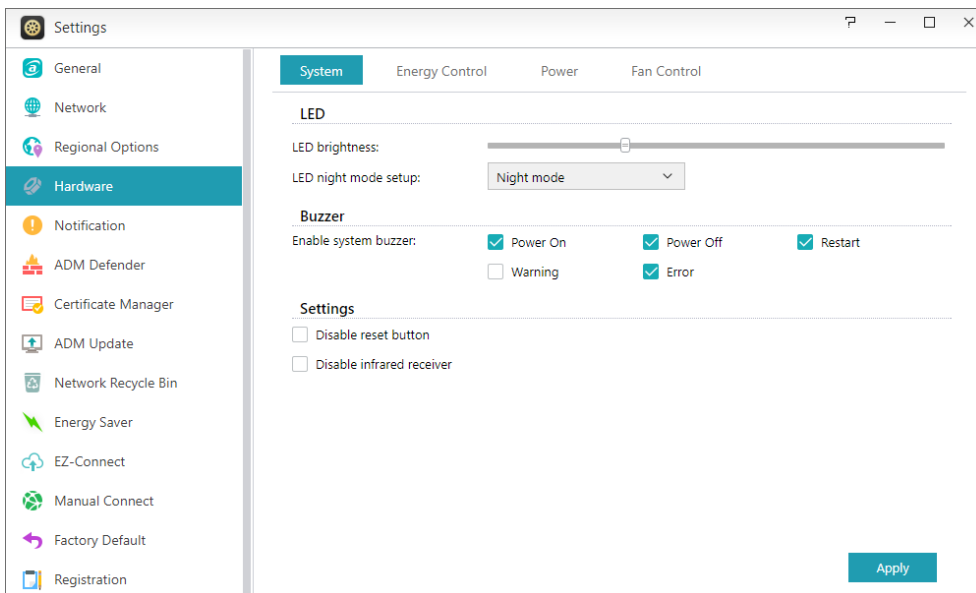 Settings
General
Network
Regional Options
Hardware
Notification
ADM Defender
Certificate Manager
ADM Update
Network Recycle Bin
Energy Saver
EZ-Connect
Manual Connect
Factory Default
Registration
System Energy Control Power Fan Control
LED
LED brightness:
LED night mode setup: Night mode
Buzzer
Enable system buzzer: Power On Power Off Restart
Warning Error
Settings
Disable reset button
Disable infrared receiver
Apply